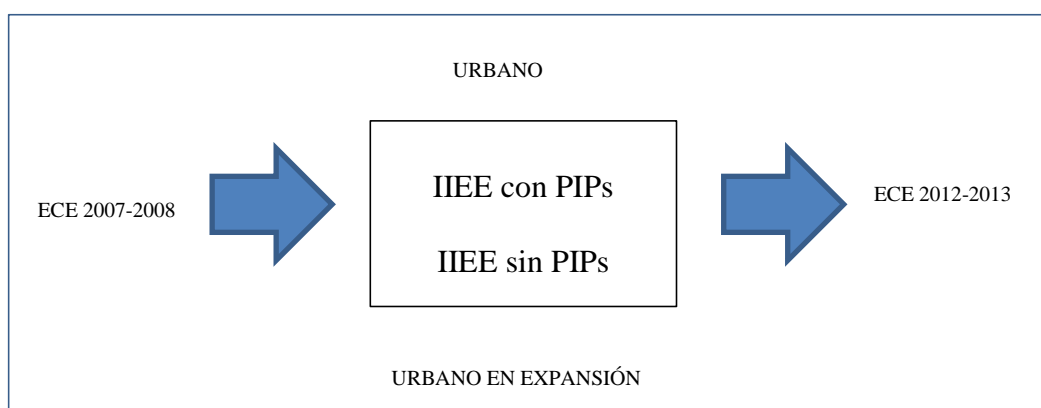 URBANO
ECE 2007-2008
IIEE con PIPs
IIEE sin PIPs
ECE 2012-2013
URBANO EN EXPANSIÓN